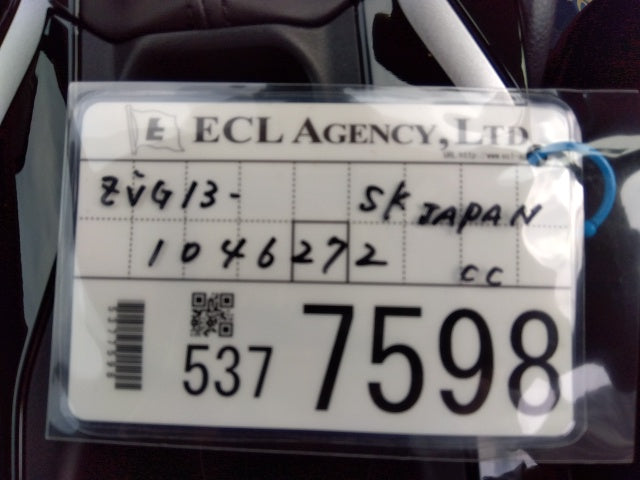 E ECL AGENCY, LTD.
ZVG13- SK JAPAN
1046272 CC
537 7598